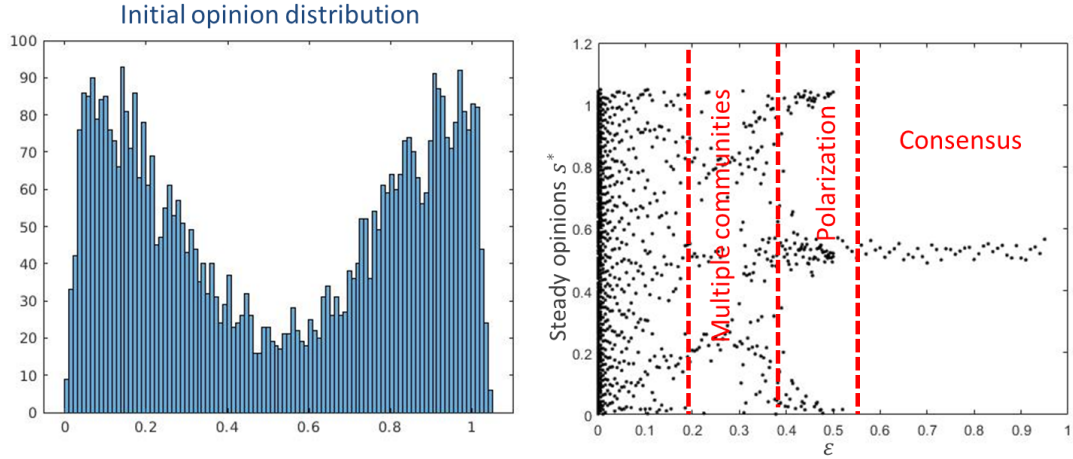 Initial opinion distribution
100
90
80
70
60
50
40
30
20
10
0
0 0.2 0.4 0.6 0.8 1
Steady opinions s*
1.2
1
0.8
0.6
0.4
0.2
0
Multiple communities
Polarization
Consensus
0 0.1 0.2 0.3 0.4 0.5 0.6 0.7 0.8 0.9 1
ε